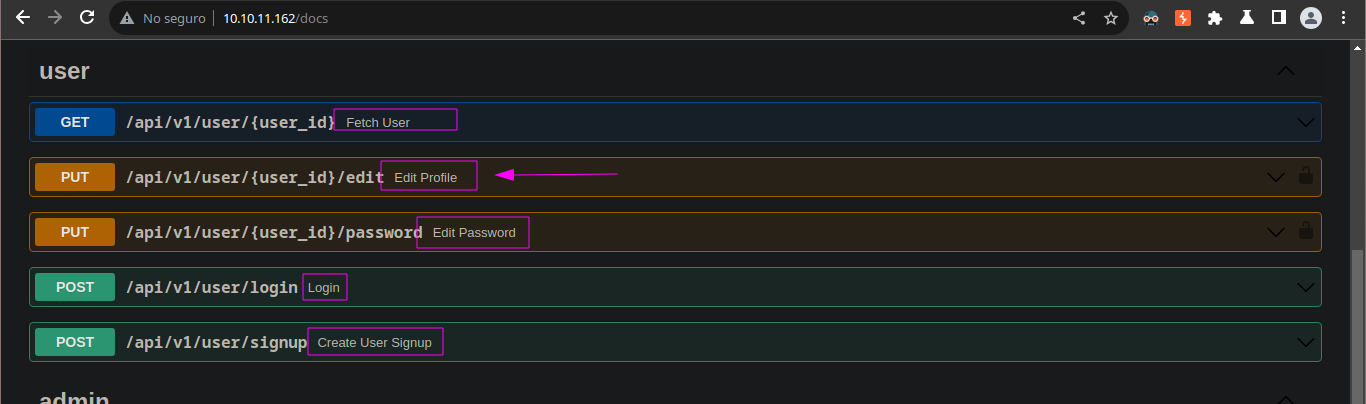 No seguro 10.10.11.162/docs
user
GET /api/v1/user/{user_id} Fetch User
PUT /api/v1/user/{user_id}/edit Edit Profile
PUT /api/v1/user/{user_id}/password Edit Password
POST /api/v1/user/login Login
POST /api/v1/user/signup Create User Signup
admin